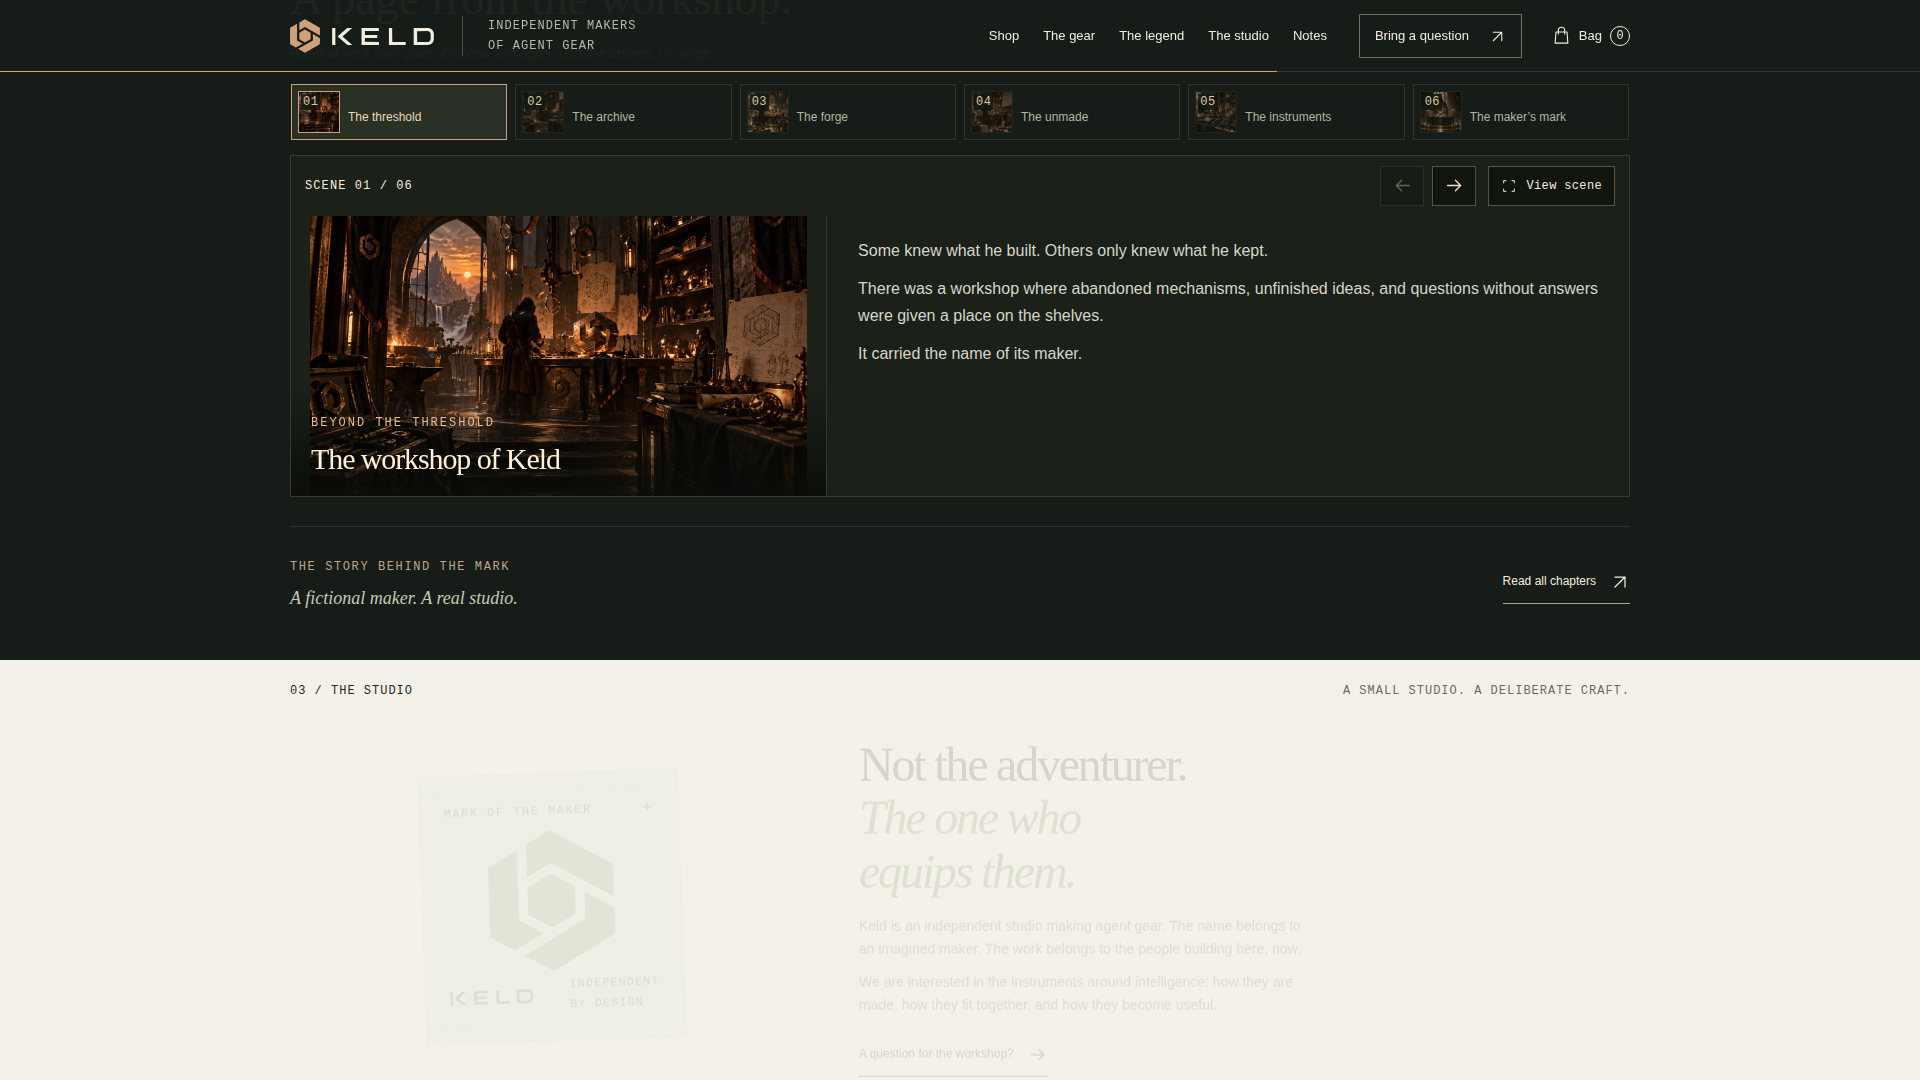 A page from the workshop.
KELD
INDEPENDENT MAKERS
OF AGENT GEAR
Shop
The gear
The legend
The studio
Notes
Bring a question
Bag
0
01
The threshold
02
The archive
03
The forge
04
The unmade
05
The instruments
06
The maker’s mark
SCENE 01 / 06
View scene
BEYOND THE THRESHOLD
The workshop of Keld
Some knew what he built. Others only knew what he kept.
There was a workshop where abandoned mechanisms, unfinished ideas, and questions without answers
were given a place on the shelves.
It carried the name of its maker.
THE STORY BEHIND THE MARK
A fictional maker. A real studio.
Read all chapters
03 / THE STUDIO
A SMALL STUDIO. A DELIBERATE CRAFT.
MARK OF THE MAKER
+
KELD
INDEPENDENT
BY DESIGN
Not the adventurer.
The one who
equips them.
Keld is an independent studio making agent gear. The name belongs to
an imagined maker. The work belongs to the people building here, now.
We are interested in the instruments around intelligence: how they are
made, how they fit together, and how they become useful.
A question for the workshop?